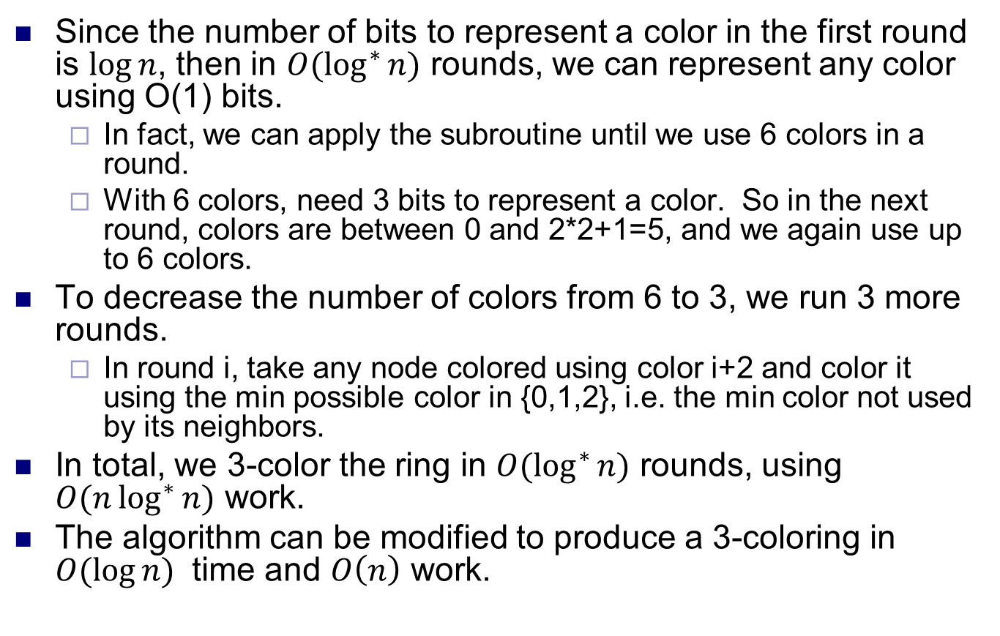 Since the number of bits to represent a color in the first round
is log n, then in O(log* n) rounds, we can represent any color
using O(1) bits.
In fact, we can apply the subroutine until we use 6 colors in a
round.
With 6 colors, need 3 bits to represent a color.  So in the next
round, colors are between 0 and 2*2+1=5, and we again use up
to 6 colors.
To decrease the number of colors from 6 to 3, we run 3 more
rounds.
In round i, take any node colored using color i+2 and color it
using the min possible color in {0,1,2}, i.e. the min color not used
by its neighbors.
In total, we 3-color the ring in O(log* n) rounds, using
O(n log* n) work.
The algorithm can be modified to produce a 3-coloring in
O(log n)  time and O(n) work.